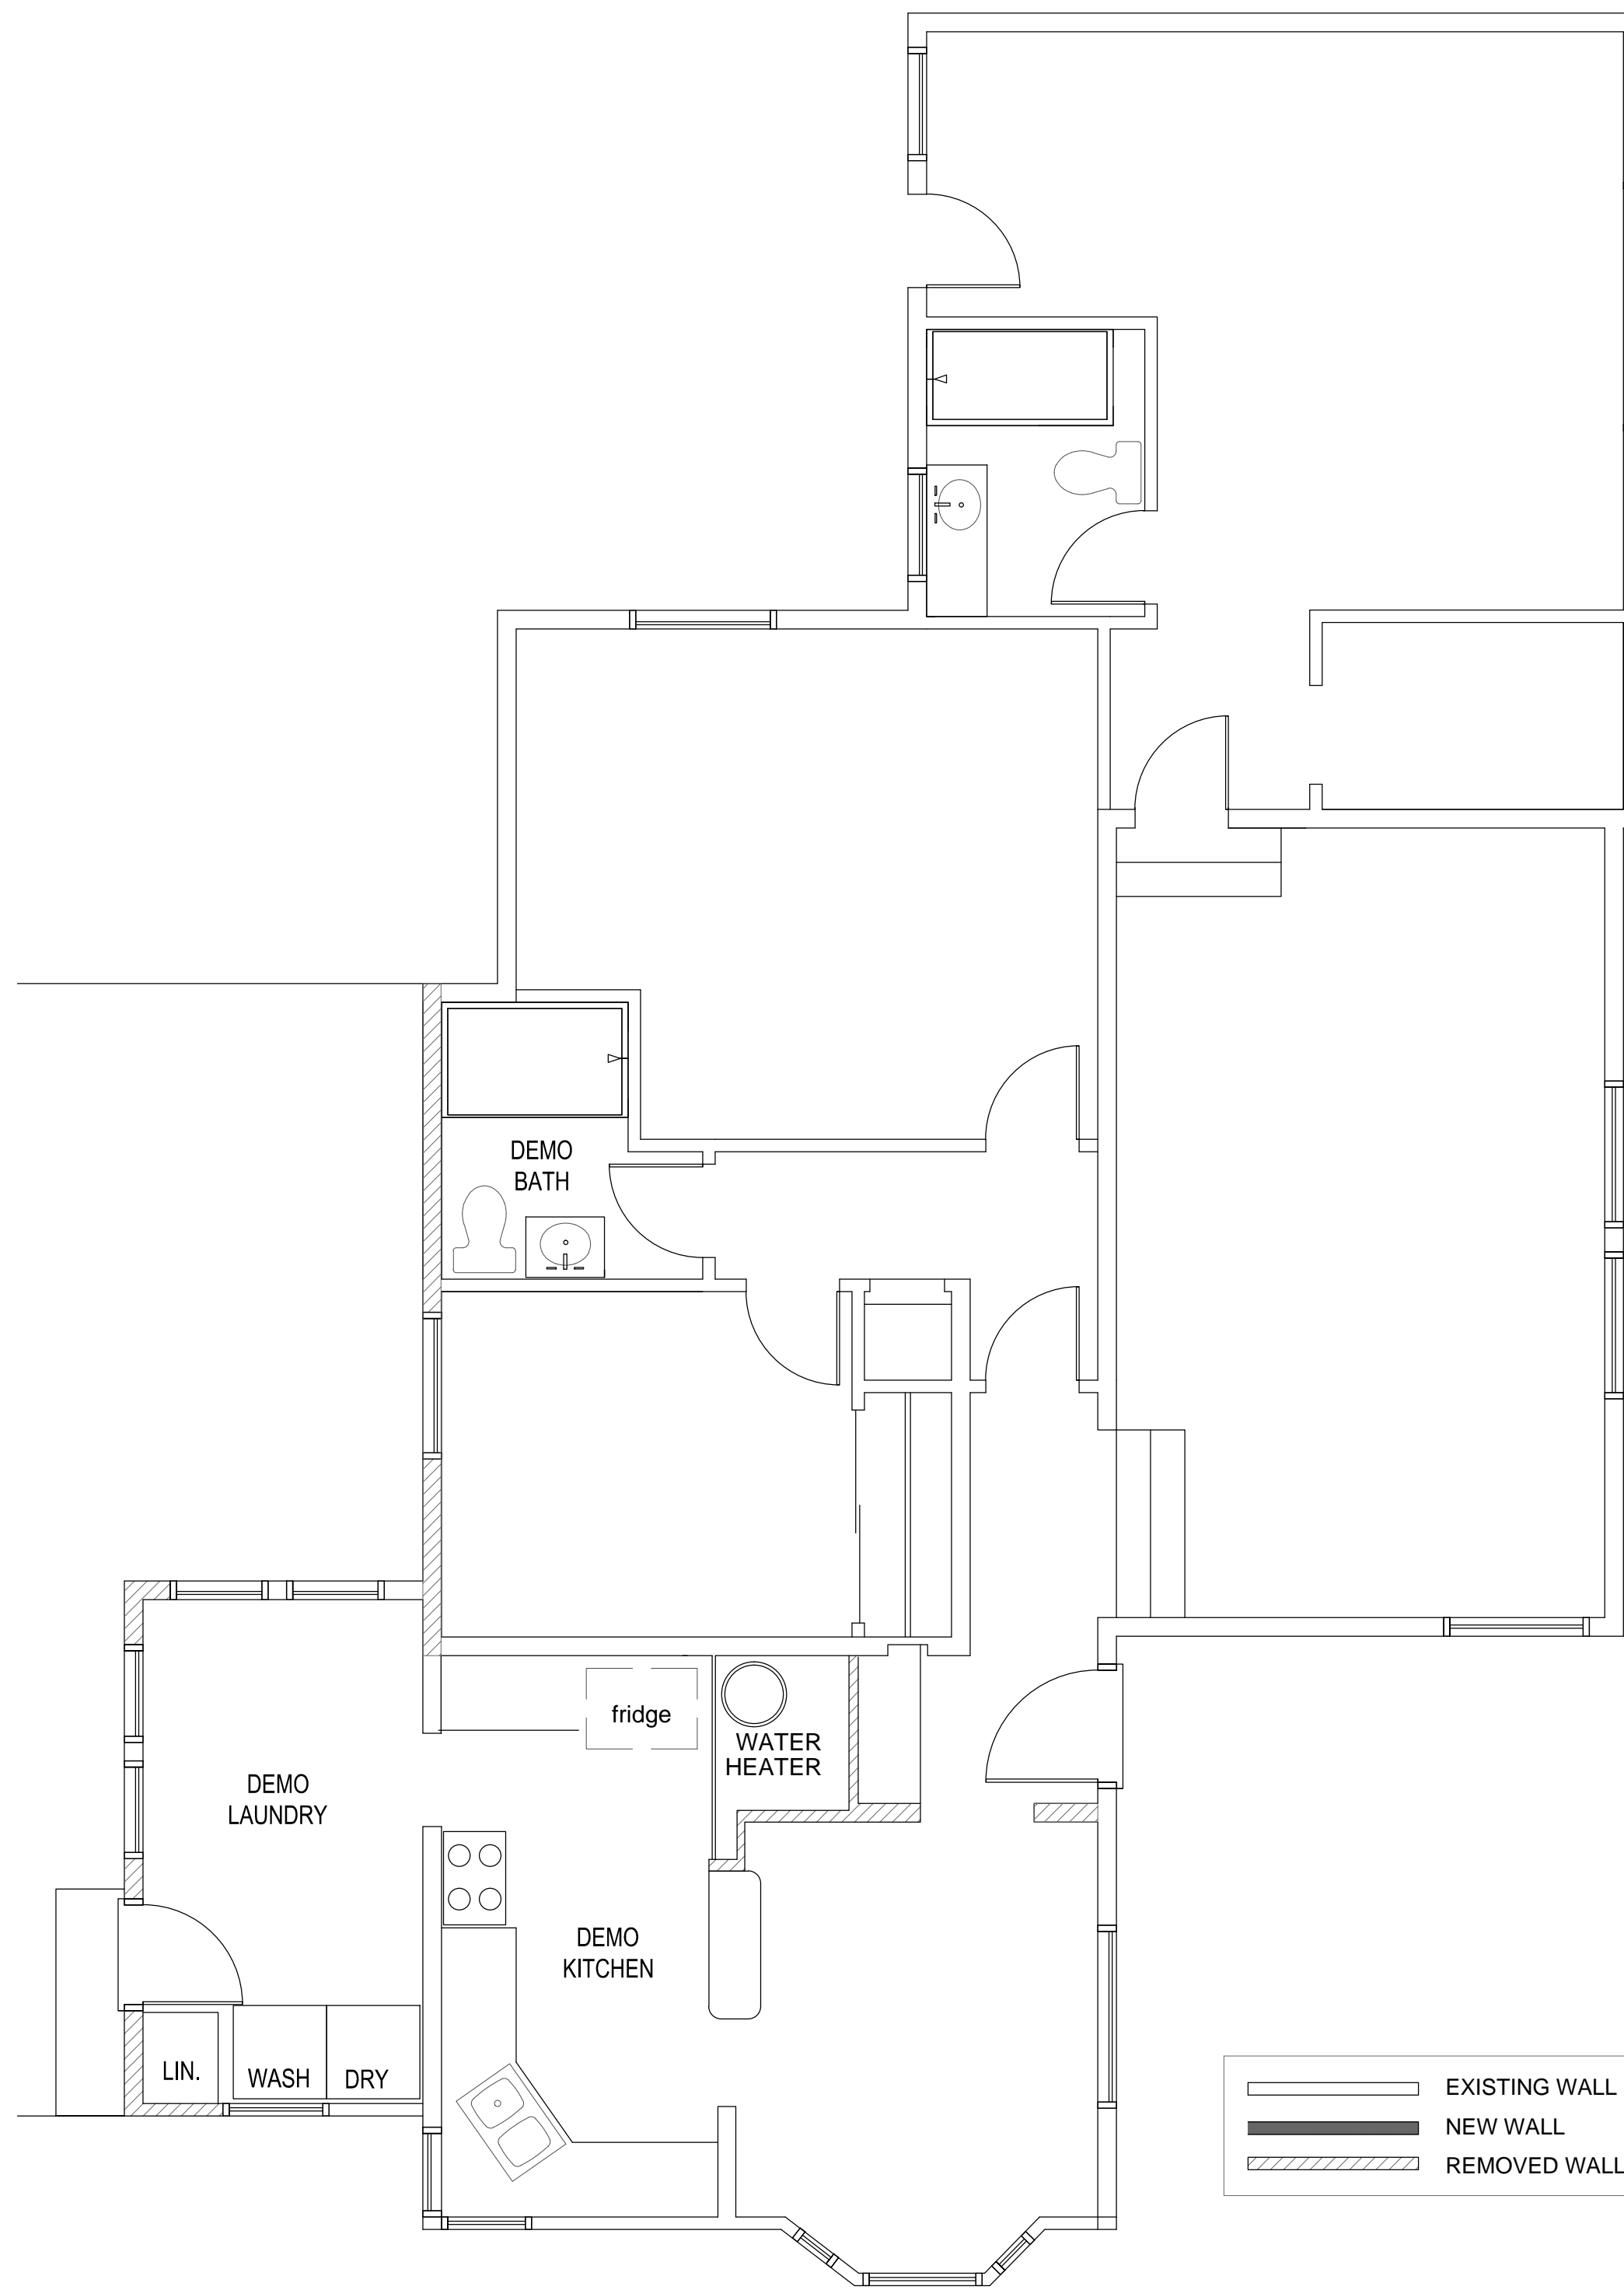 DEMO
BATH
fridge
WATER
HEATER
DEMO
LAUNDRY
DEMO
KITCHEN
LIN.
WASH
DRY
EXISTING WALL
NEW WALL
REMOVED WALL